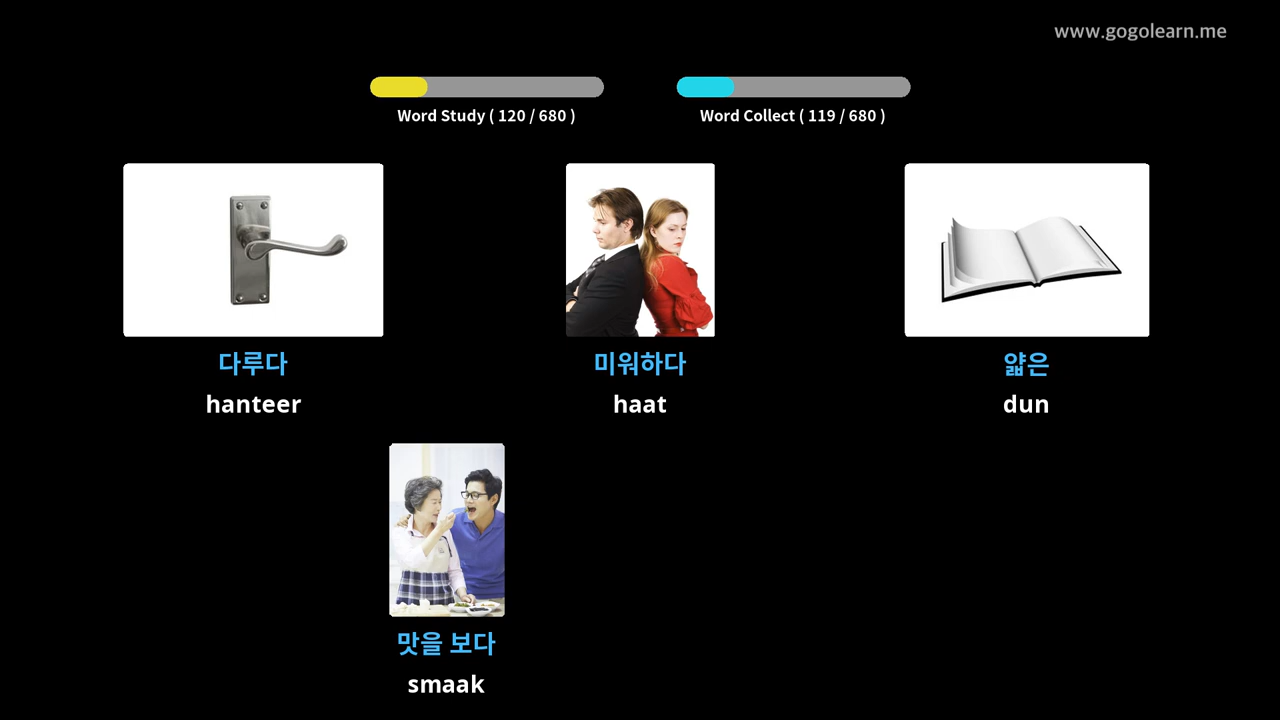 www.gogolearn.me
Word Study ( 120 / 680 )
Word Collect ( 119 / 680 )
다루다
hanteer
미워하다
haat
얇은
dun
맛을 보다
smaak